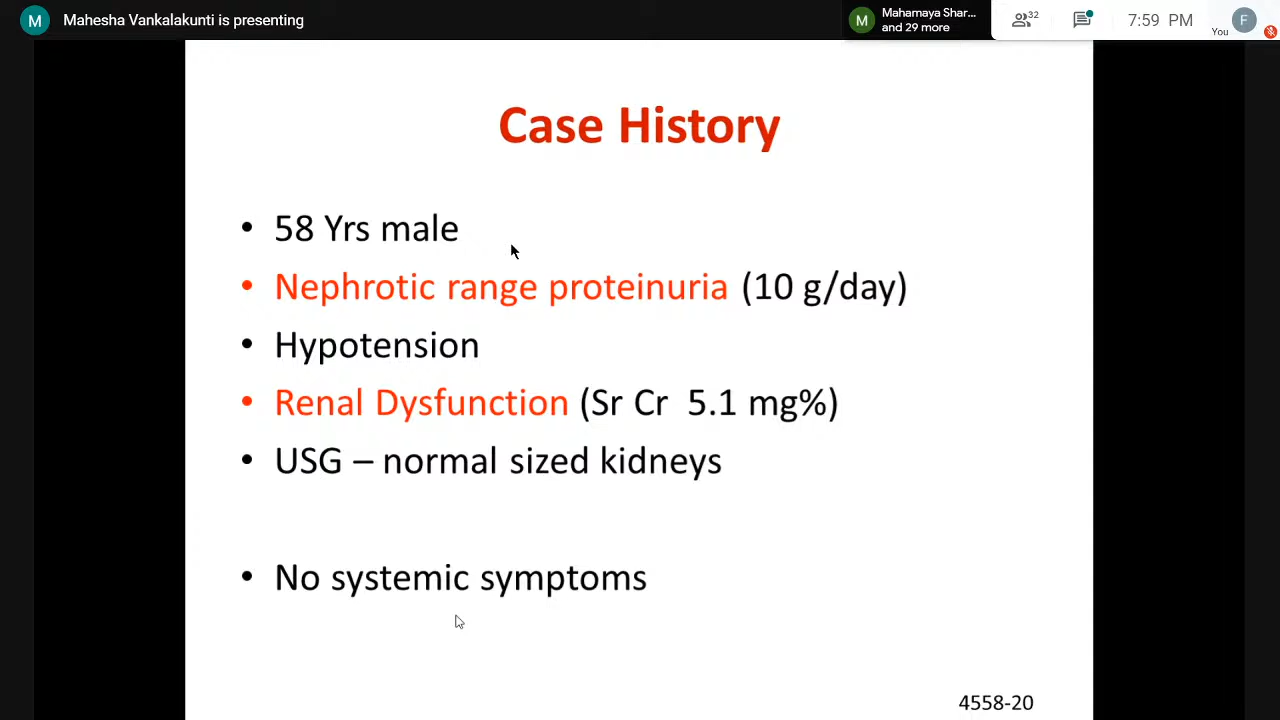 M
Mahesha Vankalakunti is presenting
M
Mahamaya Shar...
and 29 more
32
7:59 PM
You
F
Case History
• 58 Yrs male
• Nephrotic range proteinuria (10 g/day)
• Hypotension
• Renal Dysfunction (Sr Cr 5.1 mg%)
• USG – normal sized kidneys
• No systemic symptoms
4558-20